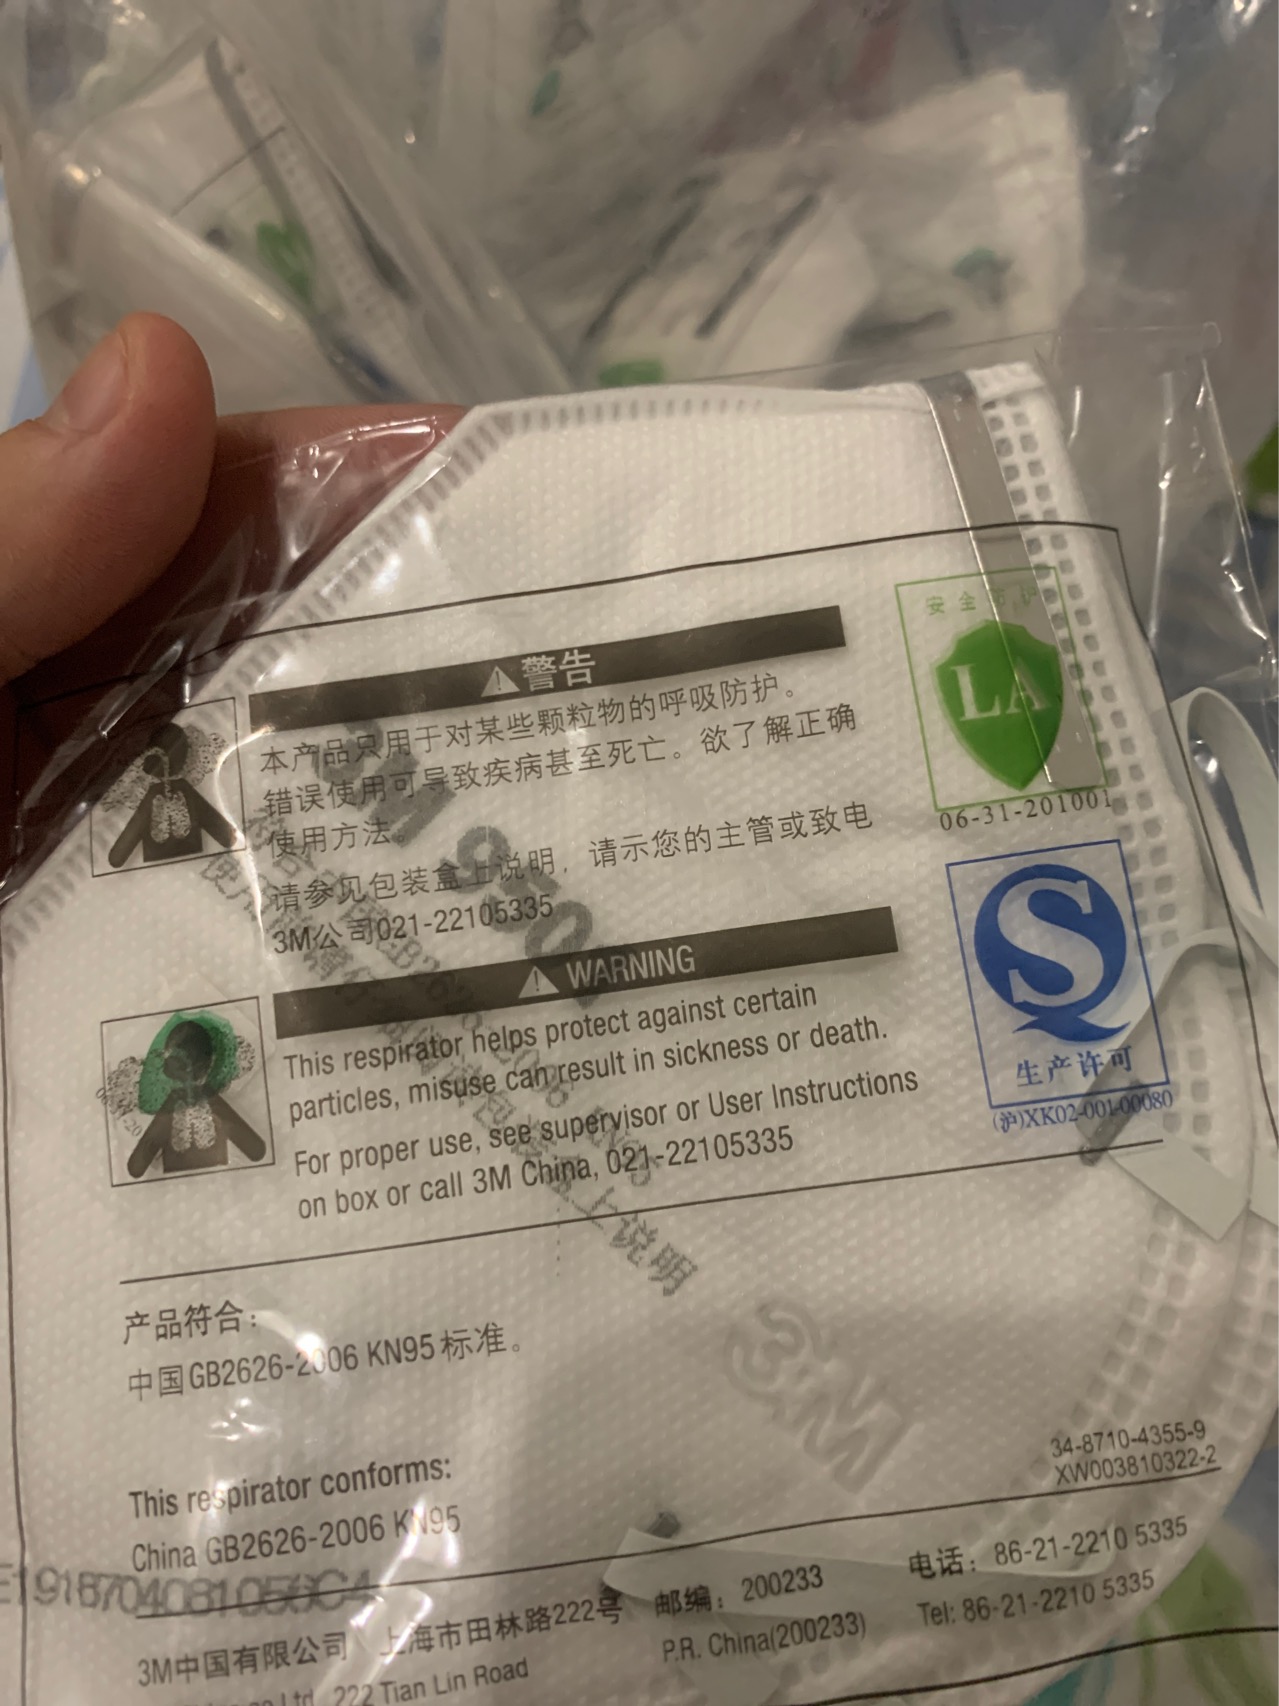 安全防护
LA
06-31-201001
警告
本产品只用于对某些颗粒物的呼吸防护。
错误使用可导致疾病甚至死亡。欲了解正确
使用方法。
请参见包装盒上说明，请示您的主管或致电
3M公司021-22105335
S
生产许可
(沪)XK02-001-00080
WARNING
This respirator helps protect against certain
particles, misuse can result in sickness or death.
For proper use, see supervisor or User Instructions
on box or call 3M China, 021-22105335
3M
产品符合：
中国GB2626-2006 KN95标准。
This respirator conforms:
China GB2626-2006 KN95
34-8710-4355-9
XW003810322-2
3M中国有限公司 上海市田林路222号 邮编：200233 电话：86-21-2210 5335
Ltd. 222 Tian Lin Road P.R. China(200233) Tel: 86-21-2210 5335